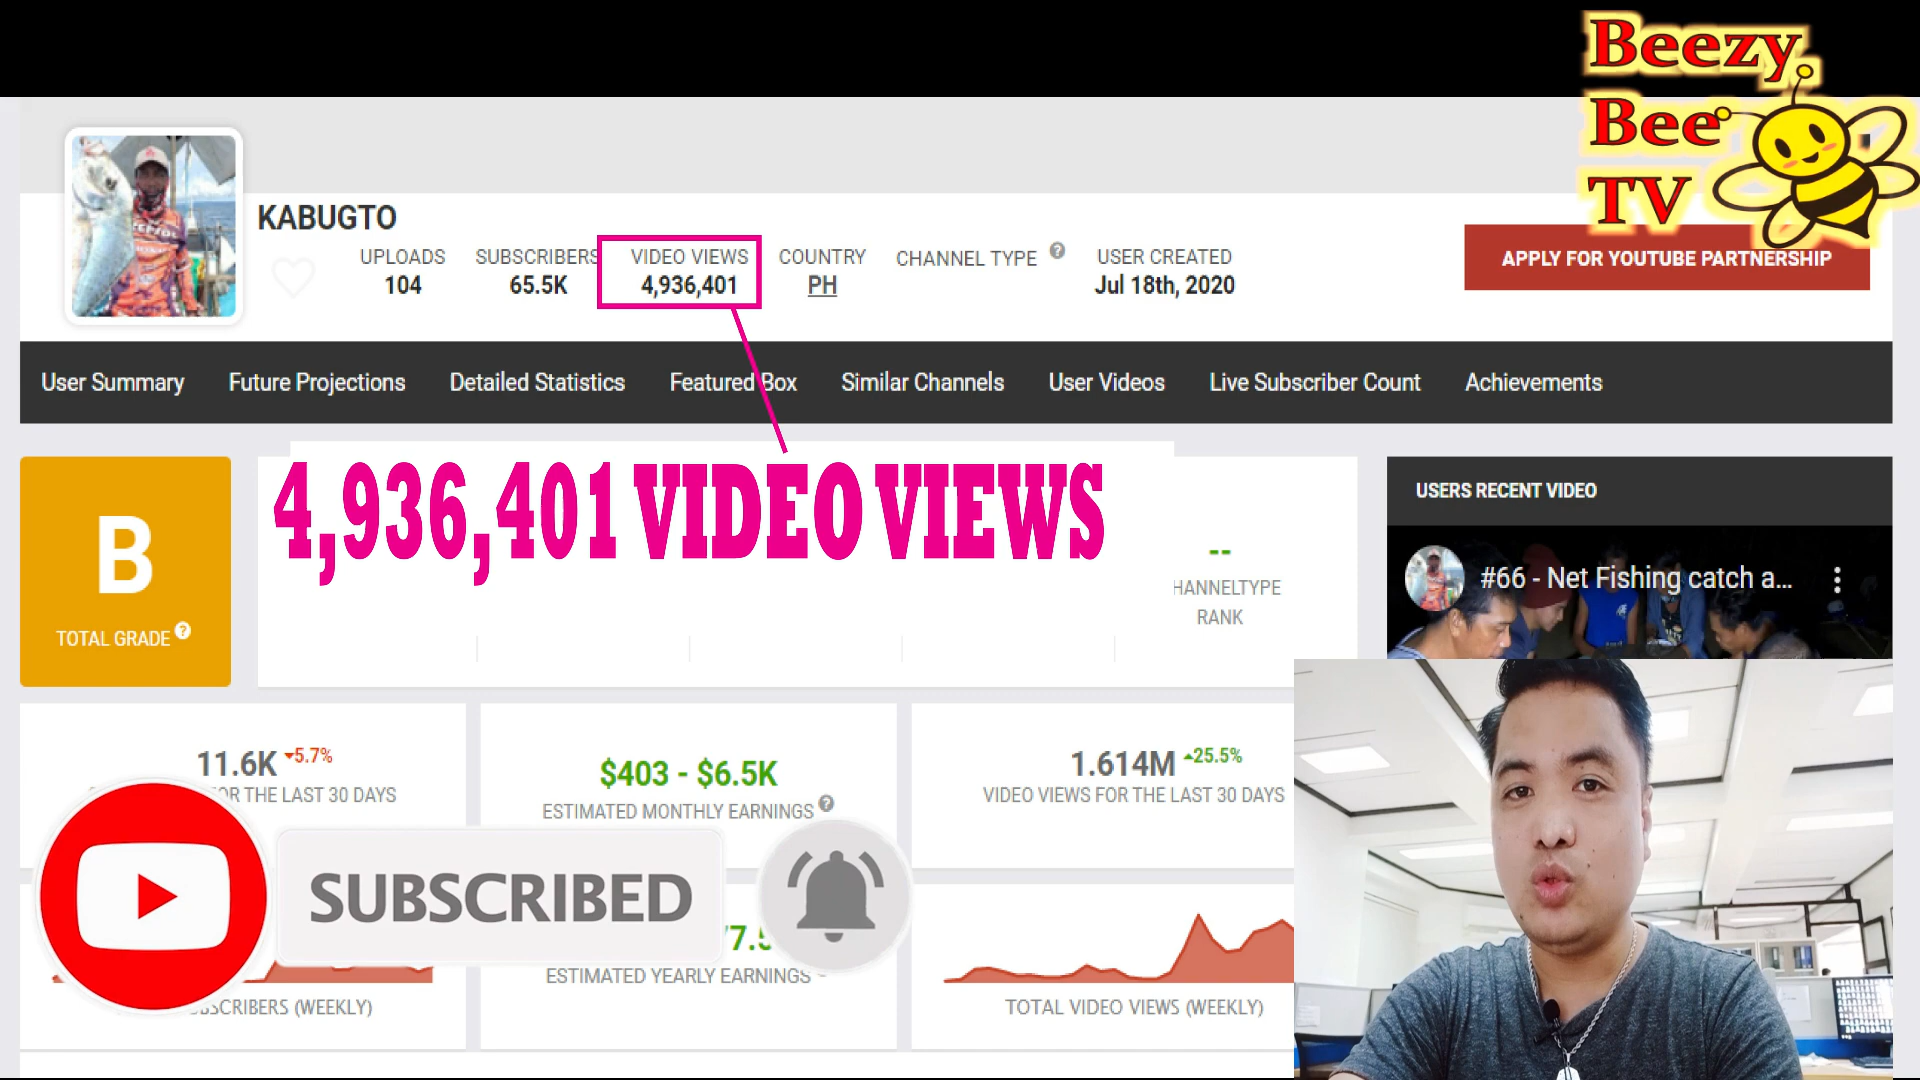 Beezy
Bee
TV
KABUGTO
UPLOADS
104
SUBSCRIBERS
65.5K
VIDEO VIEWS
4,936,401
COUNTRY
PH
CHANNEL TYPE
USER CREATED
Jul 18th, 2020
APPLY FOR YOUTUBE PARTNERSHIP
User Summary
Future Projections
Detailed Statistics
Featured Box
Similar Channels
User Videos
Live Subscriber Count
Achievements
B
TOTAL GRADE
4,936,401 VIDEO VIEWS
--
HANNELTYPE
RANK
USERS RECENT VIDEO
#66 - Net Fishing catch a...
11.6K 5.7%
FOR THE LAST 30 DAYS
$403 - $6.5K
ESTIMATED MONTHLY EARNINGS
1.614M 25.5%
VIDEO VIEWS FOR THE LAST 30 DAYS
SUBSCRIBED
ESTIMATED YEARLY EARNINGS
SCRIBERS (WEEKLY)
TOTAL VIDEO VIEWS (WEEKLY)